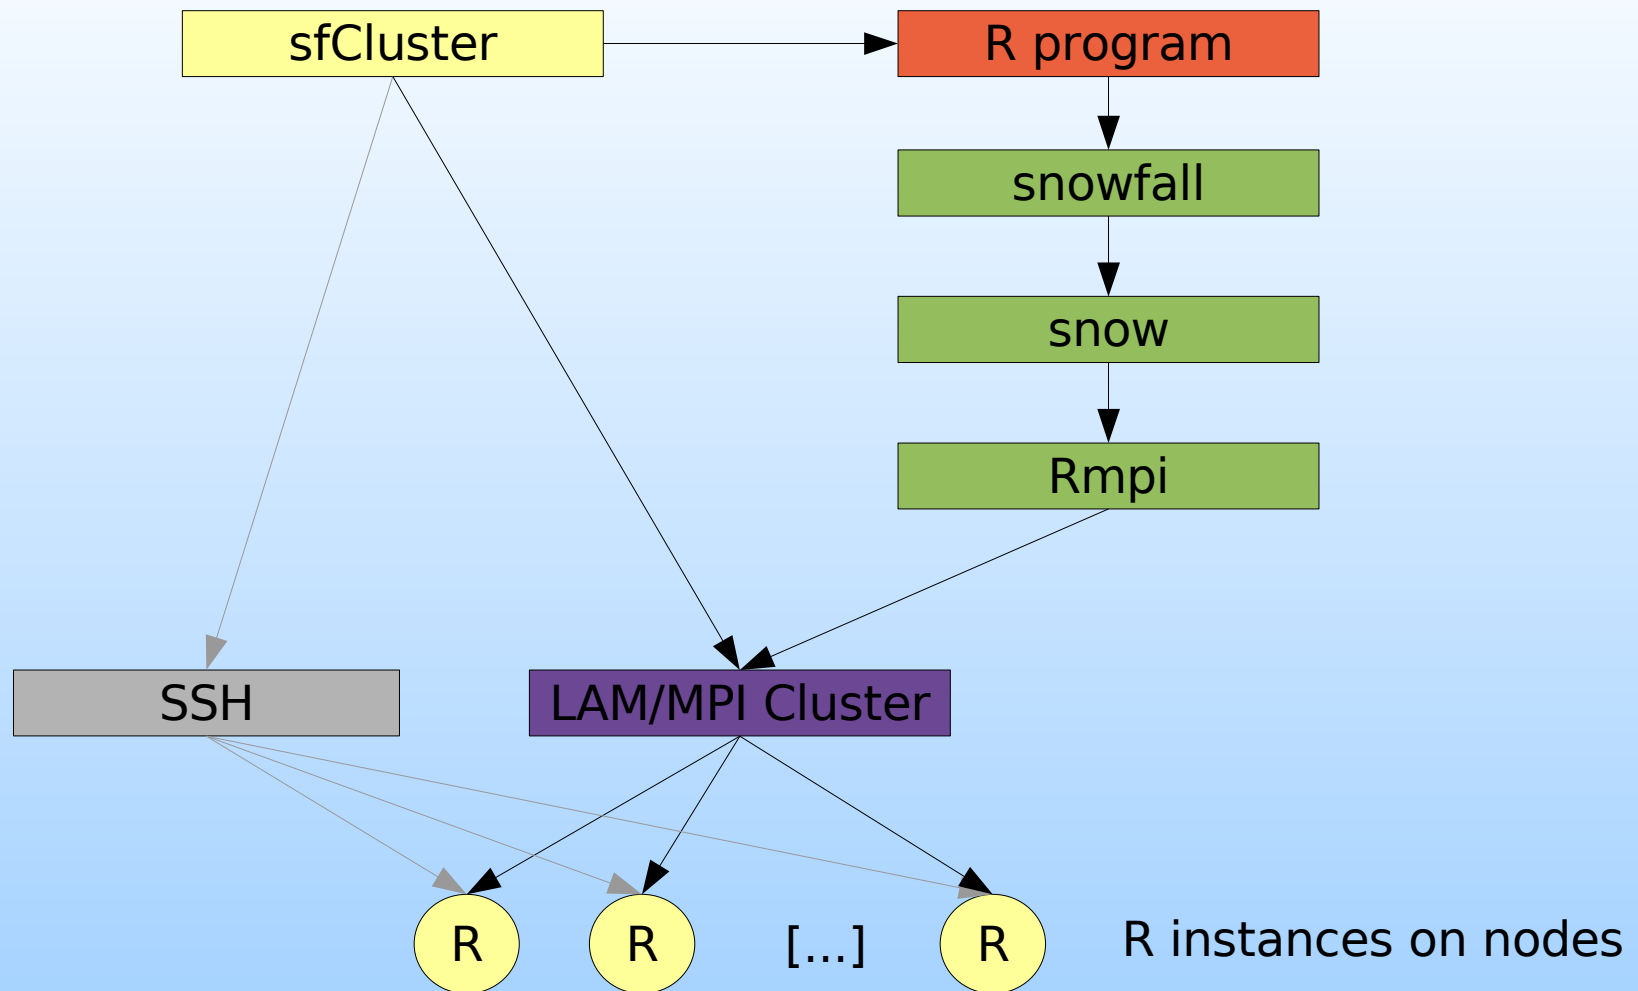 sfCluster
R program
snowfall
snow
Rmpi
SSH
LAM/MPI Cluster
R
R
[...]
R
R instances on nodes